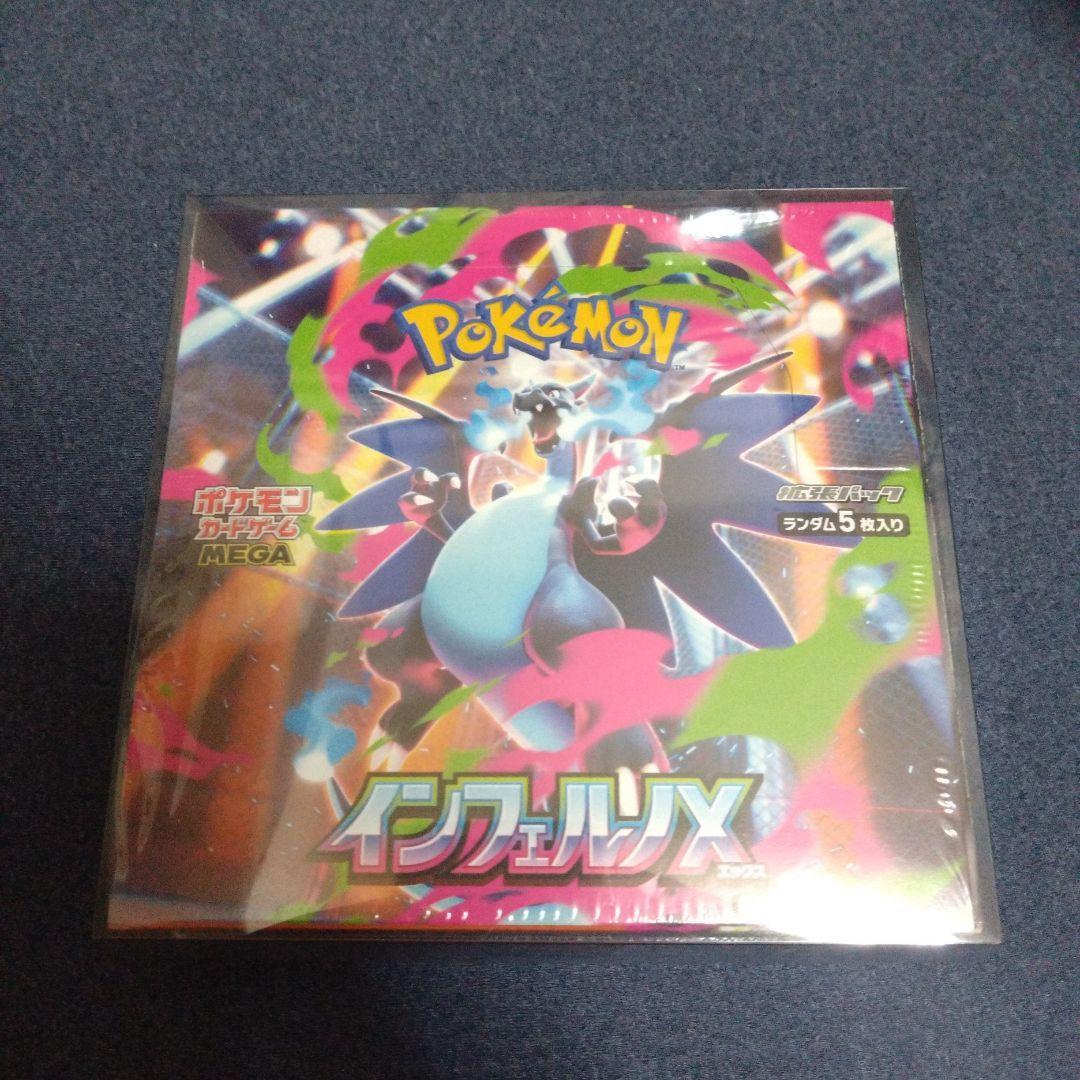 POKéMON
TM
ポケモン
カードゲーム
MEGA
拡張パック
ランダム5枚入り
インフェルノX
エックス